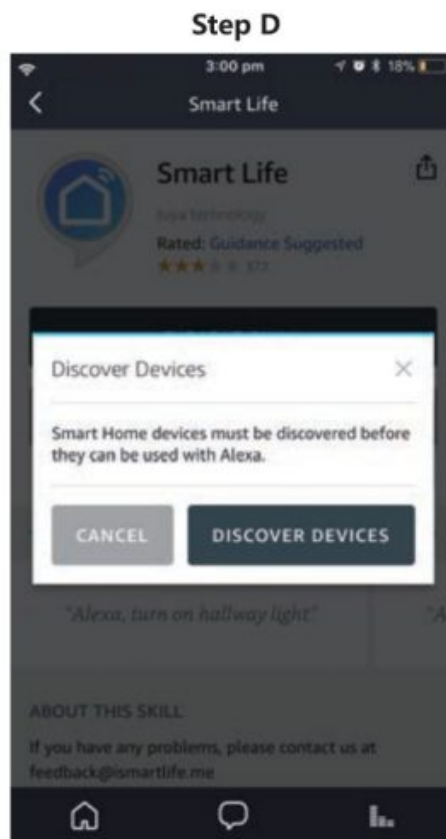 Step D
3:00 pm
18%
Smart Life
Smart Life
tuya technology
Rated: Guidance Suggested
Discover Devices
Smart Home devices must be discovered before
they can be used with Alexa.
CANCEL
DISCOVER DEVICES
"Alexa, turn on hallway light"
ABOUT THIS SKILL
If you have any problems, please contact us at
feedback@ismartlife.me